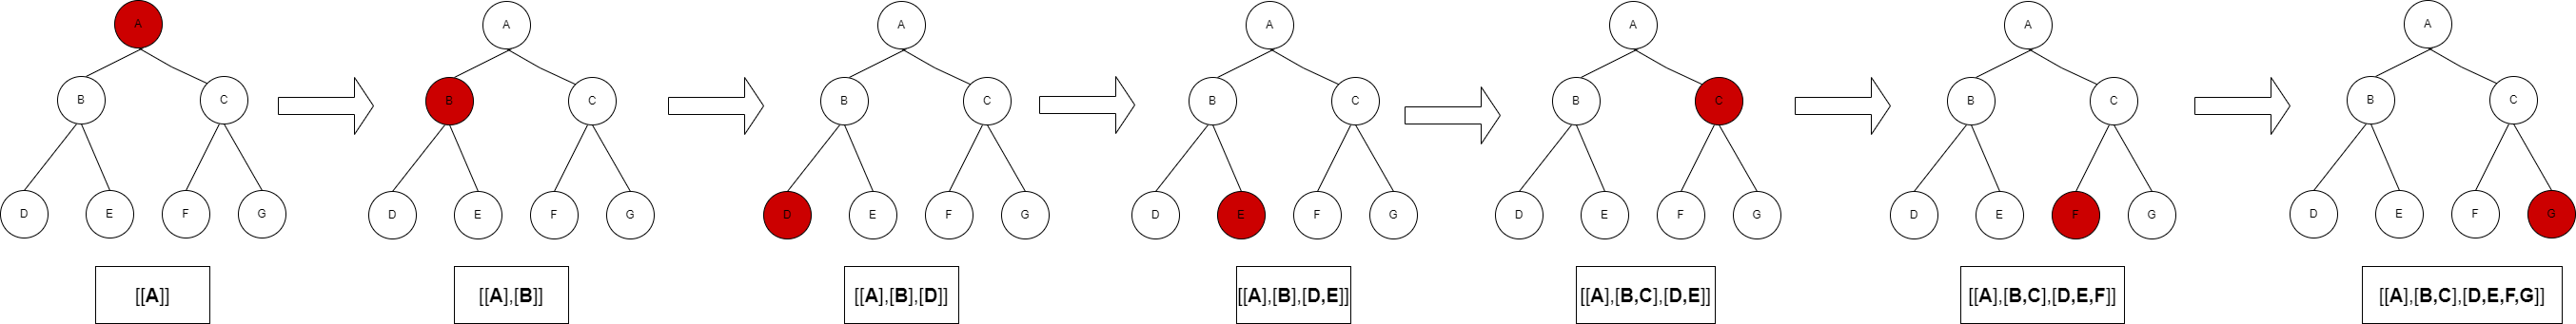 A
B
C
D
E
F
G
[[A]]
A
B
C
D
E
F
G
[[A],[B]]
A
B
C
D
E
F
G
[[A],[B],[D]]
A
B
C
D
E
F
G
[[A],[B],[D,E]]
A
B
C
D
E
F
G
[[A],[B,C],[D,E]]
A
B
C
D
E
F
G
[[A],[B,C],[D,E,F]]
A
B
C
D
E
F
G
[[A],[B,C],[D,E,F,G]]